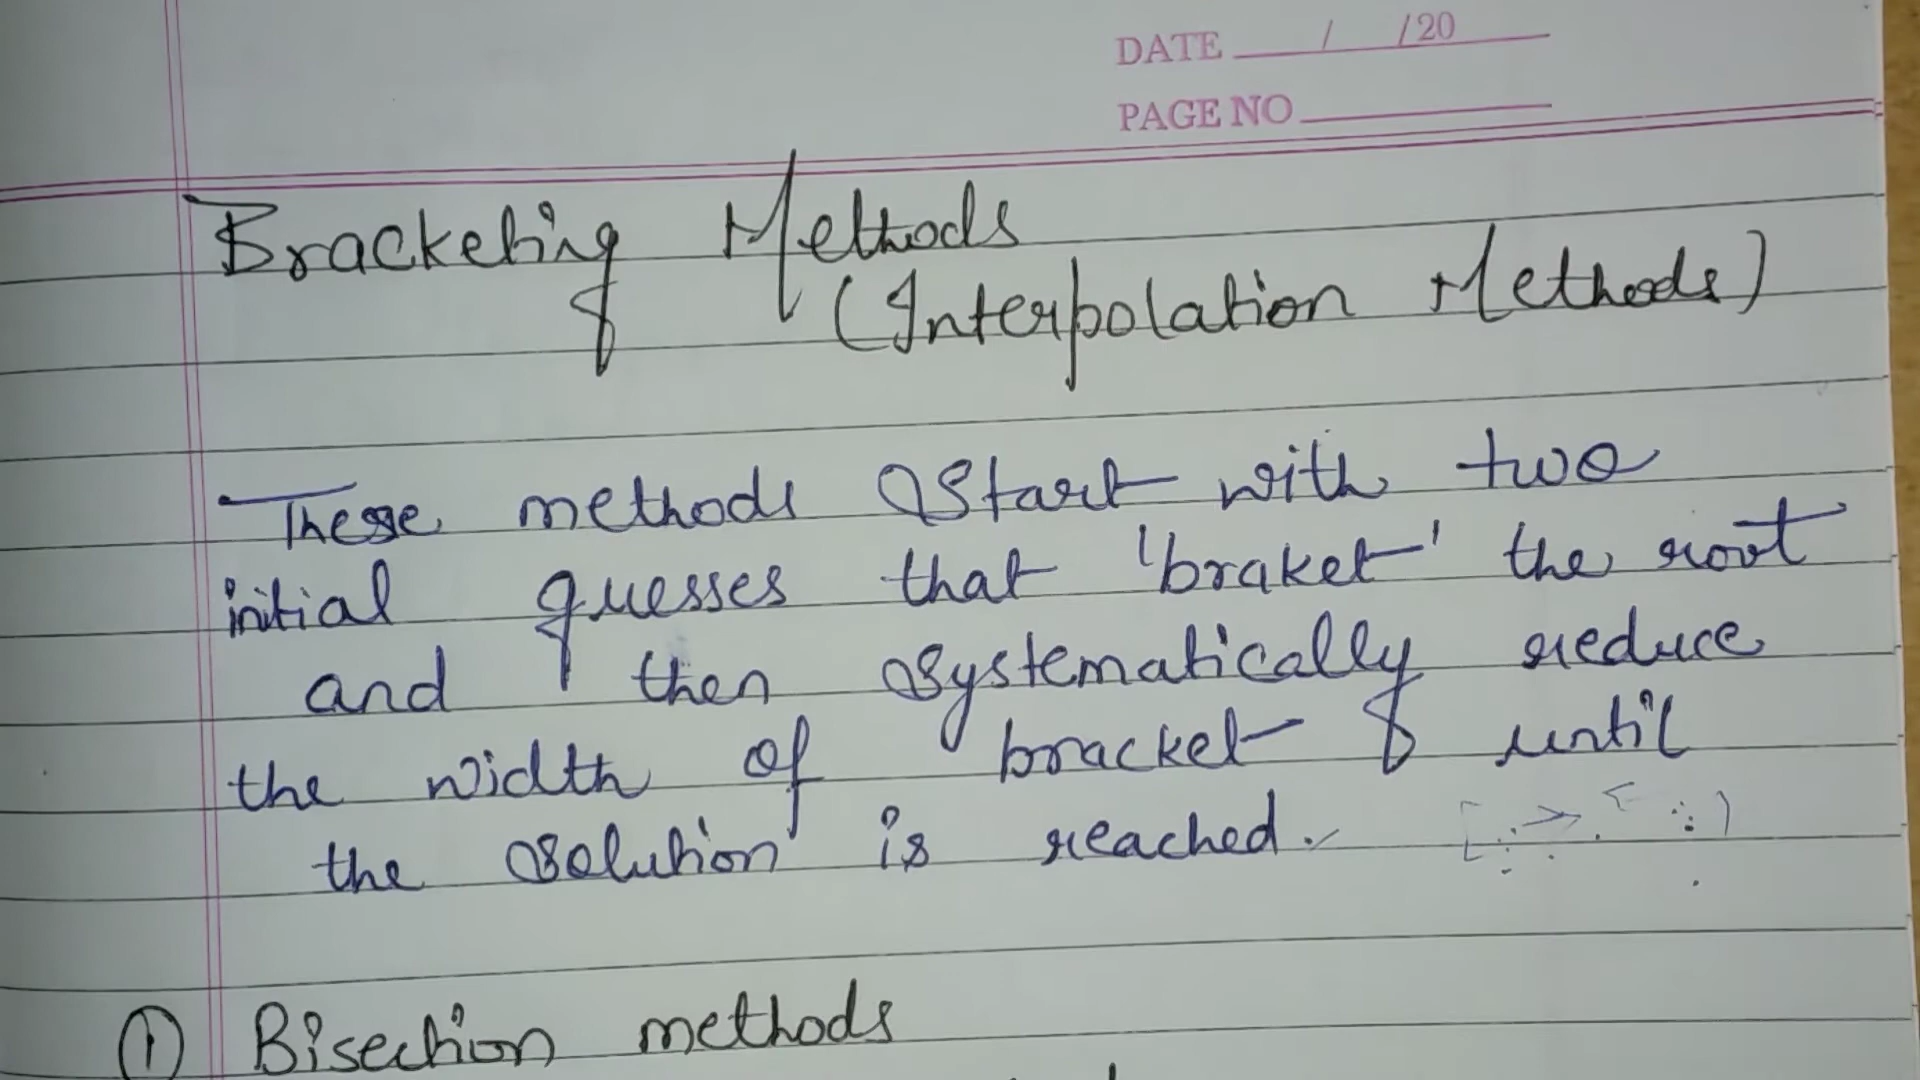 DATE / /20
PAGE NO
Bracketing Methods
(Interpolation Methods)
These methods Start with two
initial guesses that 'braket' the root
and then systematically reduce
the width of bracket until
the solution is reached.
① Bisection methods